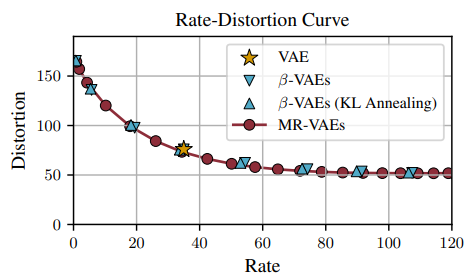 Rate-Distortion Curve
Distortion
150
100
50
0
VAE
β-VAEs
β-VAEs (KL Annealing)
MR-VAEs
0 20 40 60 80 100 120
Rate